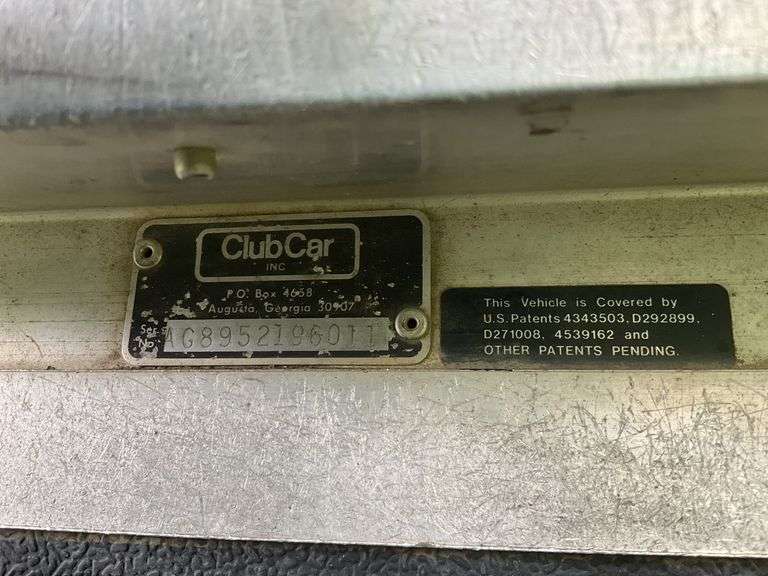 ClubCar
INC
P.O. Box 4658
Augusta, Georgia 30907
Ser.
No.
AG8952196011
This Vehicle is Covered by
U.S. Patents 4343503, D292899,
D271008, 4539162 and
OTHER PATENTS PENDING.